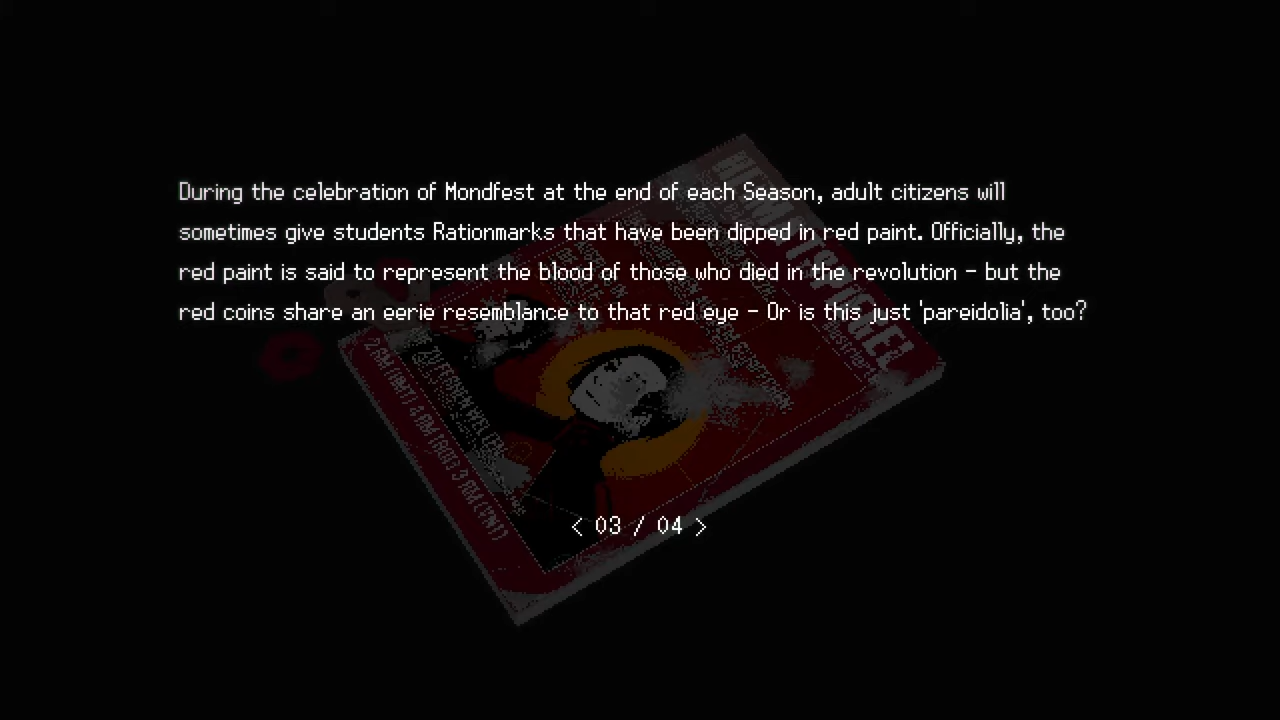 During the celebration of Mondfest at the end of each Season, adult citizens will
sometimes give students Rationmarks that have been dipped in red paint. Officially, the
red paint is said to represent the blood of those who died in the revolution - but the
red coins share an eerie resemblance to that red eye - Or is this just 'pareidolia', too?
< 03 / 04 >